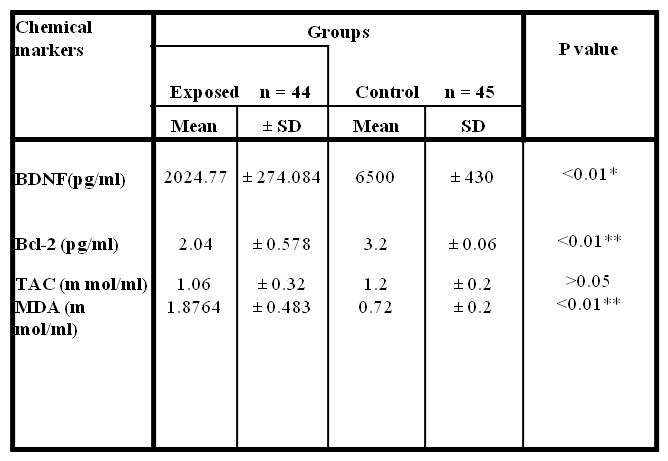 Chemical markers Groups P value
Exposed n = 44 Control n = 45
Mean ± SD Mean SD
BDNF(pg/ml) 2024.77 ± 274.084 6500 ± 430 <0.01*
Bcl-2 (pg/ml) 2.04 ± 0.578 3.2 ± 0.06 <0.01**
TAC (m mol/ml) 1.06 ± 0.32 1.2 ± 0.2 >0.05
MDA (m mol/ml) 1.8764 ± 0.483 0.72 ± 0.2 <0.01**